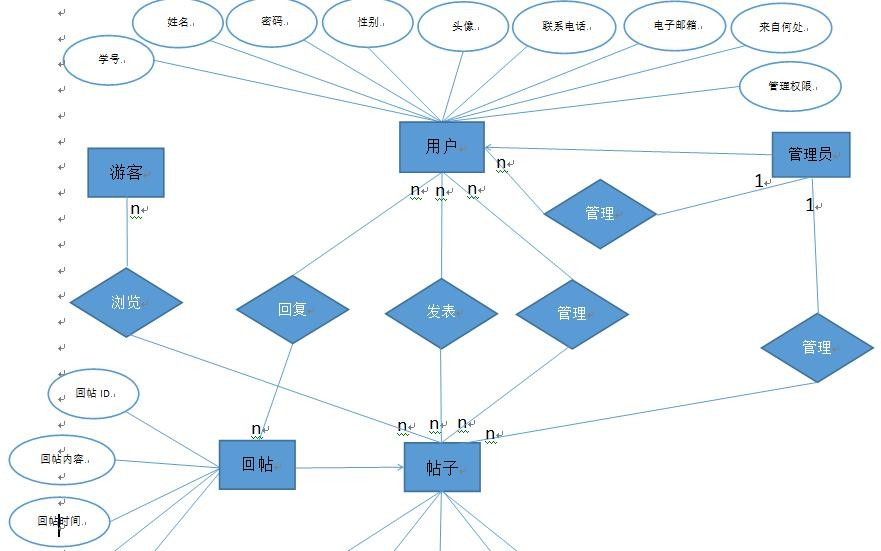 姓名
密码
性别
头像
联系电话
电子邮箱
来自何处
学号
管理权限
用户
管理员
游客
n
1
n
n
n
n
1
管理
浏览
回复
发表
管理
管理
回帖 ID
n
n
n
n
n
回帖内容
回帖
帖子
回帖时间